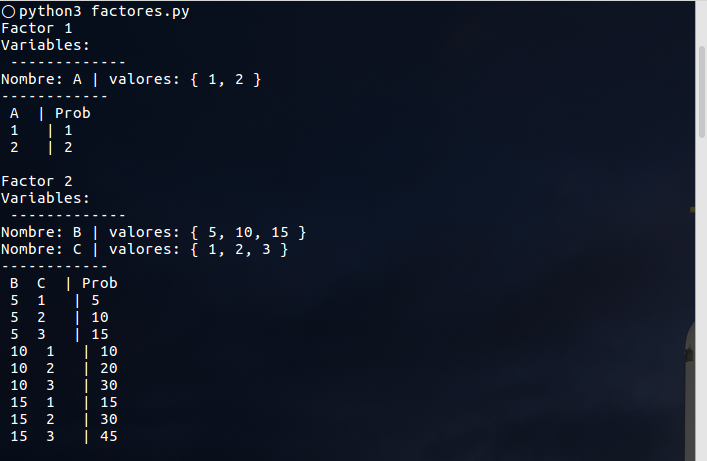 python3 factores.py
Factor 1
Variables:
 -------------
Nombre: A | valores: { 1, 2 }
------------
 A  | Prob
 1   | 1
 2   | 2

Factor 2
Variables:
 -------------
Nombre: B | valores: { 5, 10, 15 }
Nombre: C | valores: { 1, 2, 3 }
------------
 B  C  | Prob
 5  1   | 5
 5  2   | 10
 5  3   | 15
 10  1   | 10
 10  2   | 20
 10  3   | 30
 15  1   | 15
 15  2   | 30
 15  3   | 45